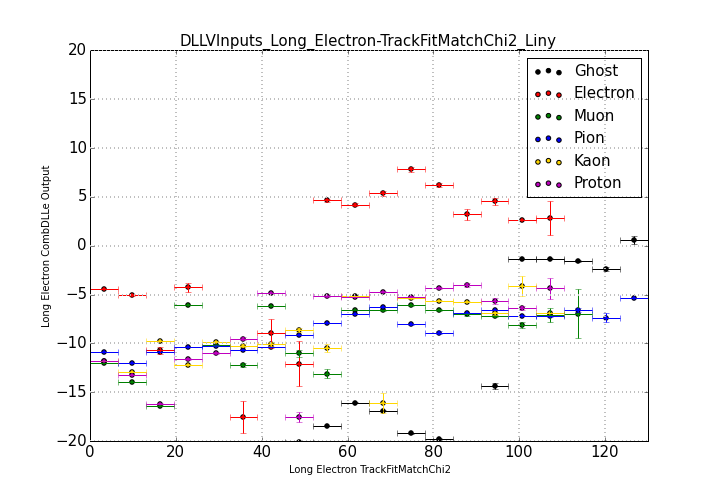 DLLVInputs_Long_Electron-TrackFitMatchChi2_Liny
20
15
10
5
0
−5
−10
−15
−20
Long Electron CombDLLe Output
Ghost
Electron
Muon
Pion
Kaon
Proton
0 20 40 60 80 100 120
Long Electron TrackFitMatchChi2